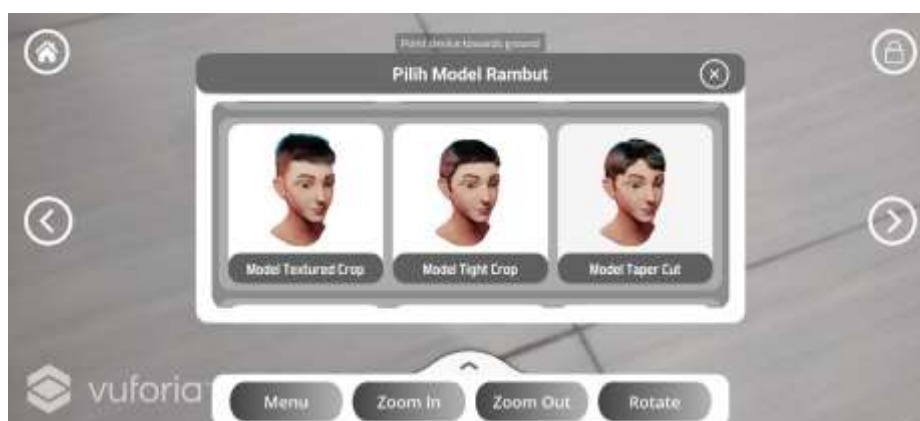 Point device towards ground
Pilih Model Rambut
Model Textured Crop
Model Tight Crop
Model Taper Cut
vuforia
Menu
Zoom In
Zoom Out
Rotate